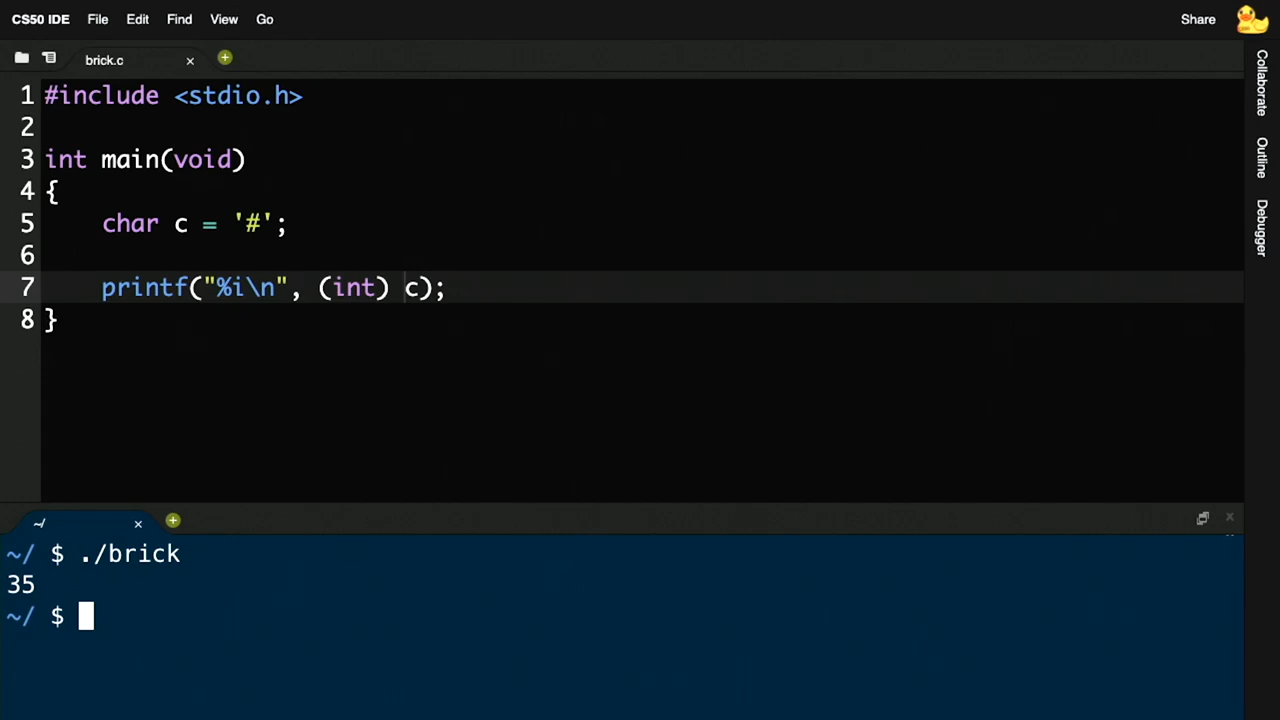 CS50 IDE File Edit Find View Go Share
brick.c
1 #include <stdio.h>
2
3 int main(void)
4 {
5     char c = '#';
6
7     printf("%i\n", (int) c);
8 }
Collaborate
Outline
Debugger
~/
~/ $ ./brick
35
~/ $